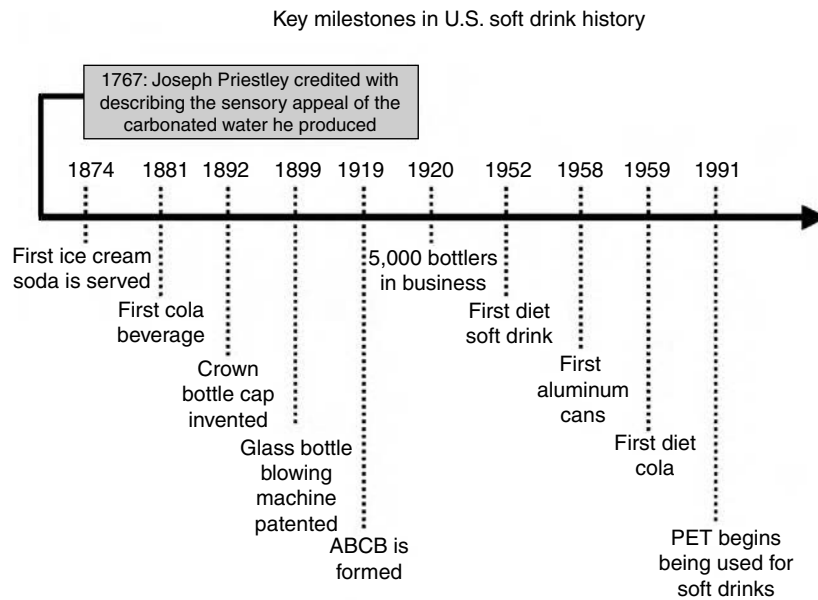 Key milestones in U.S. soft drink history
1767: Joseph Priestley credited with
describing the sensory appeal of the
carbonated water he produced
1874 1881 1892 1899 1919 1920 1952 1958 1959 1991
First ice cream
soda is served
First cola
beverage
Crown
bottle cap
invented
Glass bottle
blowing
machine
patented
ABCB is
formed
5,000 bottlers
in business
First diet
soft drink
First
aluminum
cans
First diet
cola
PET begins
being used for
soft drinks